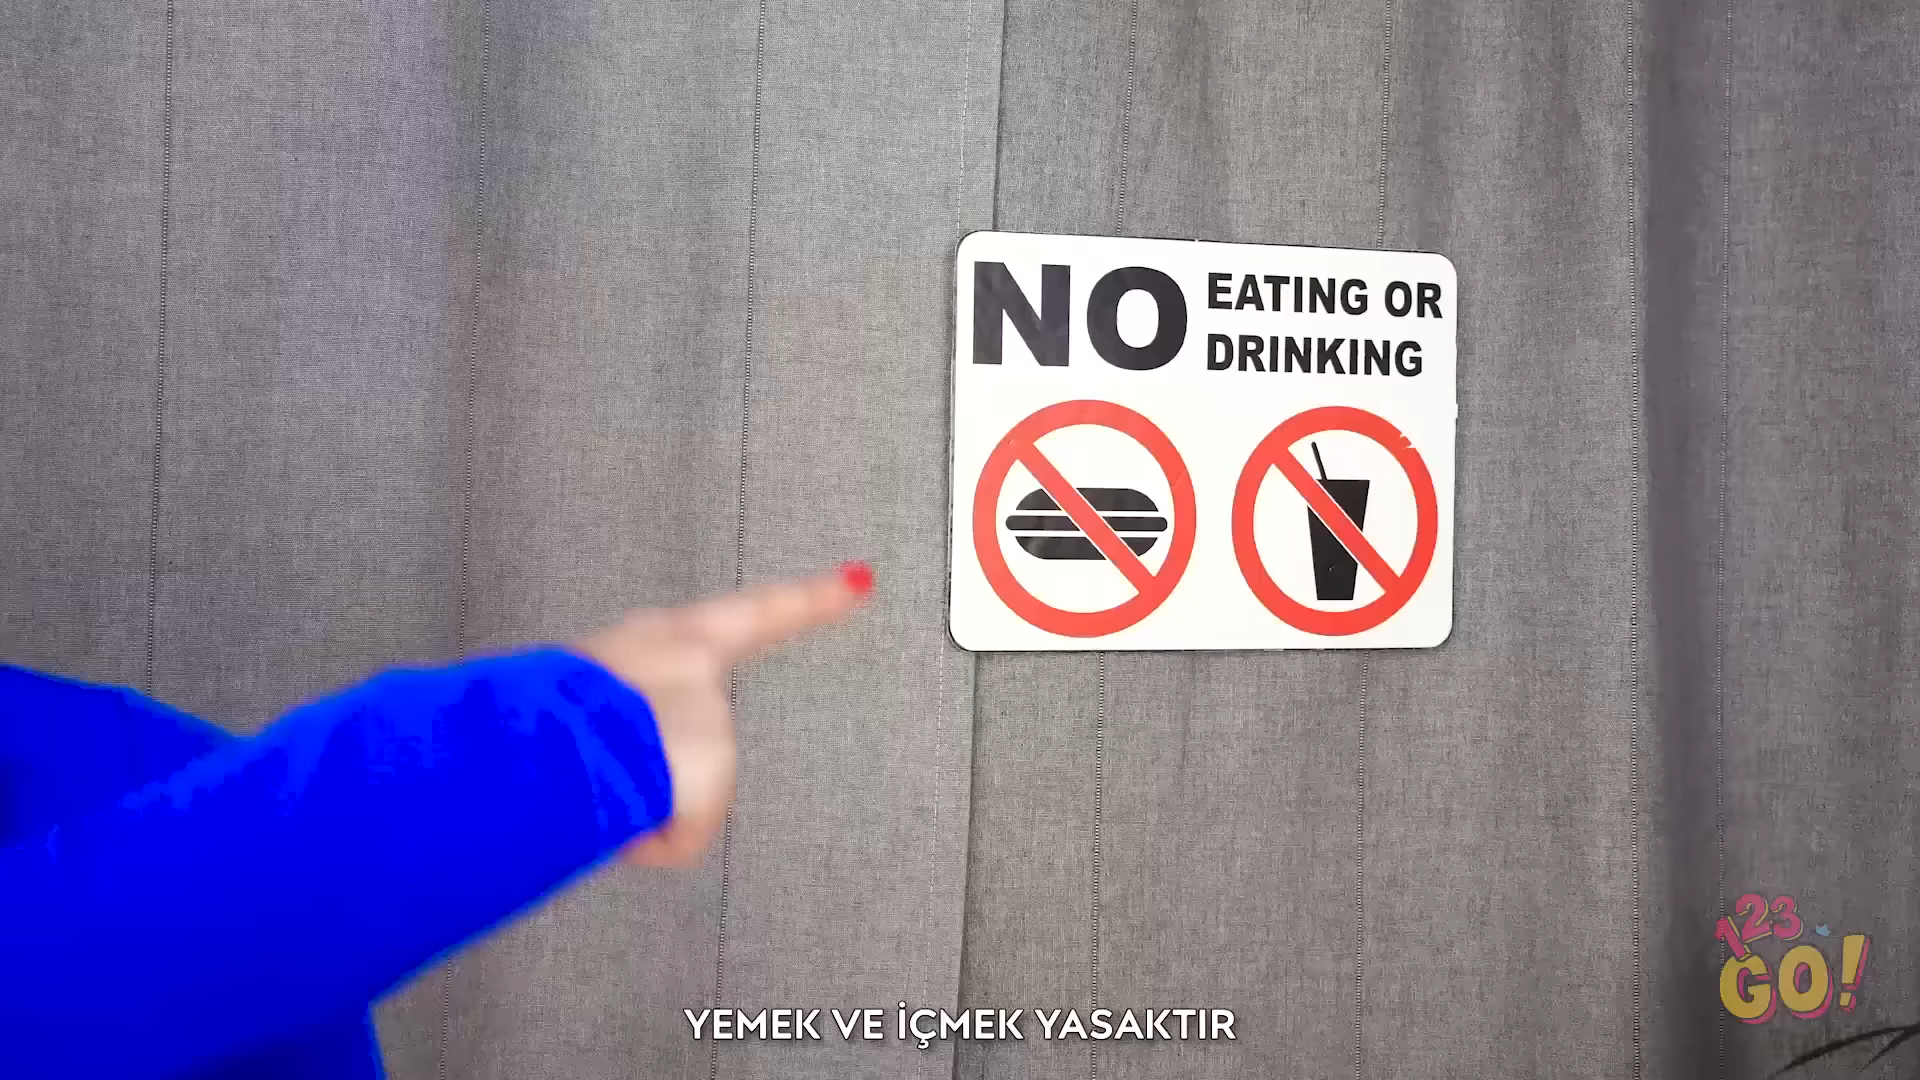 NO EATING OR
DRINKING
123
GO!
YEMEK VE İÇMEK YASAKTIR